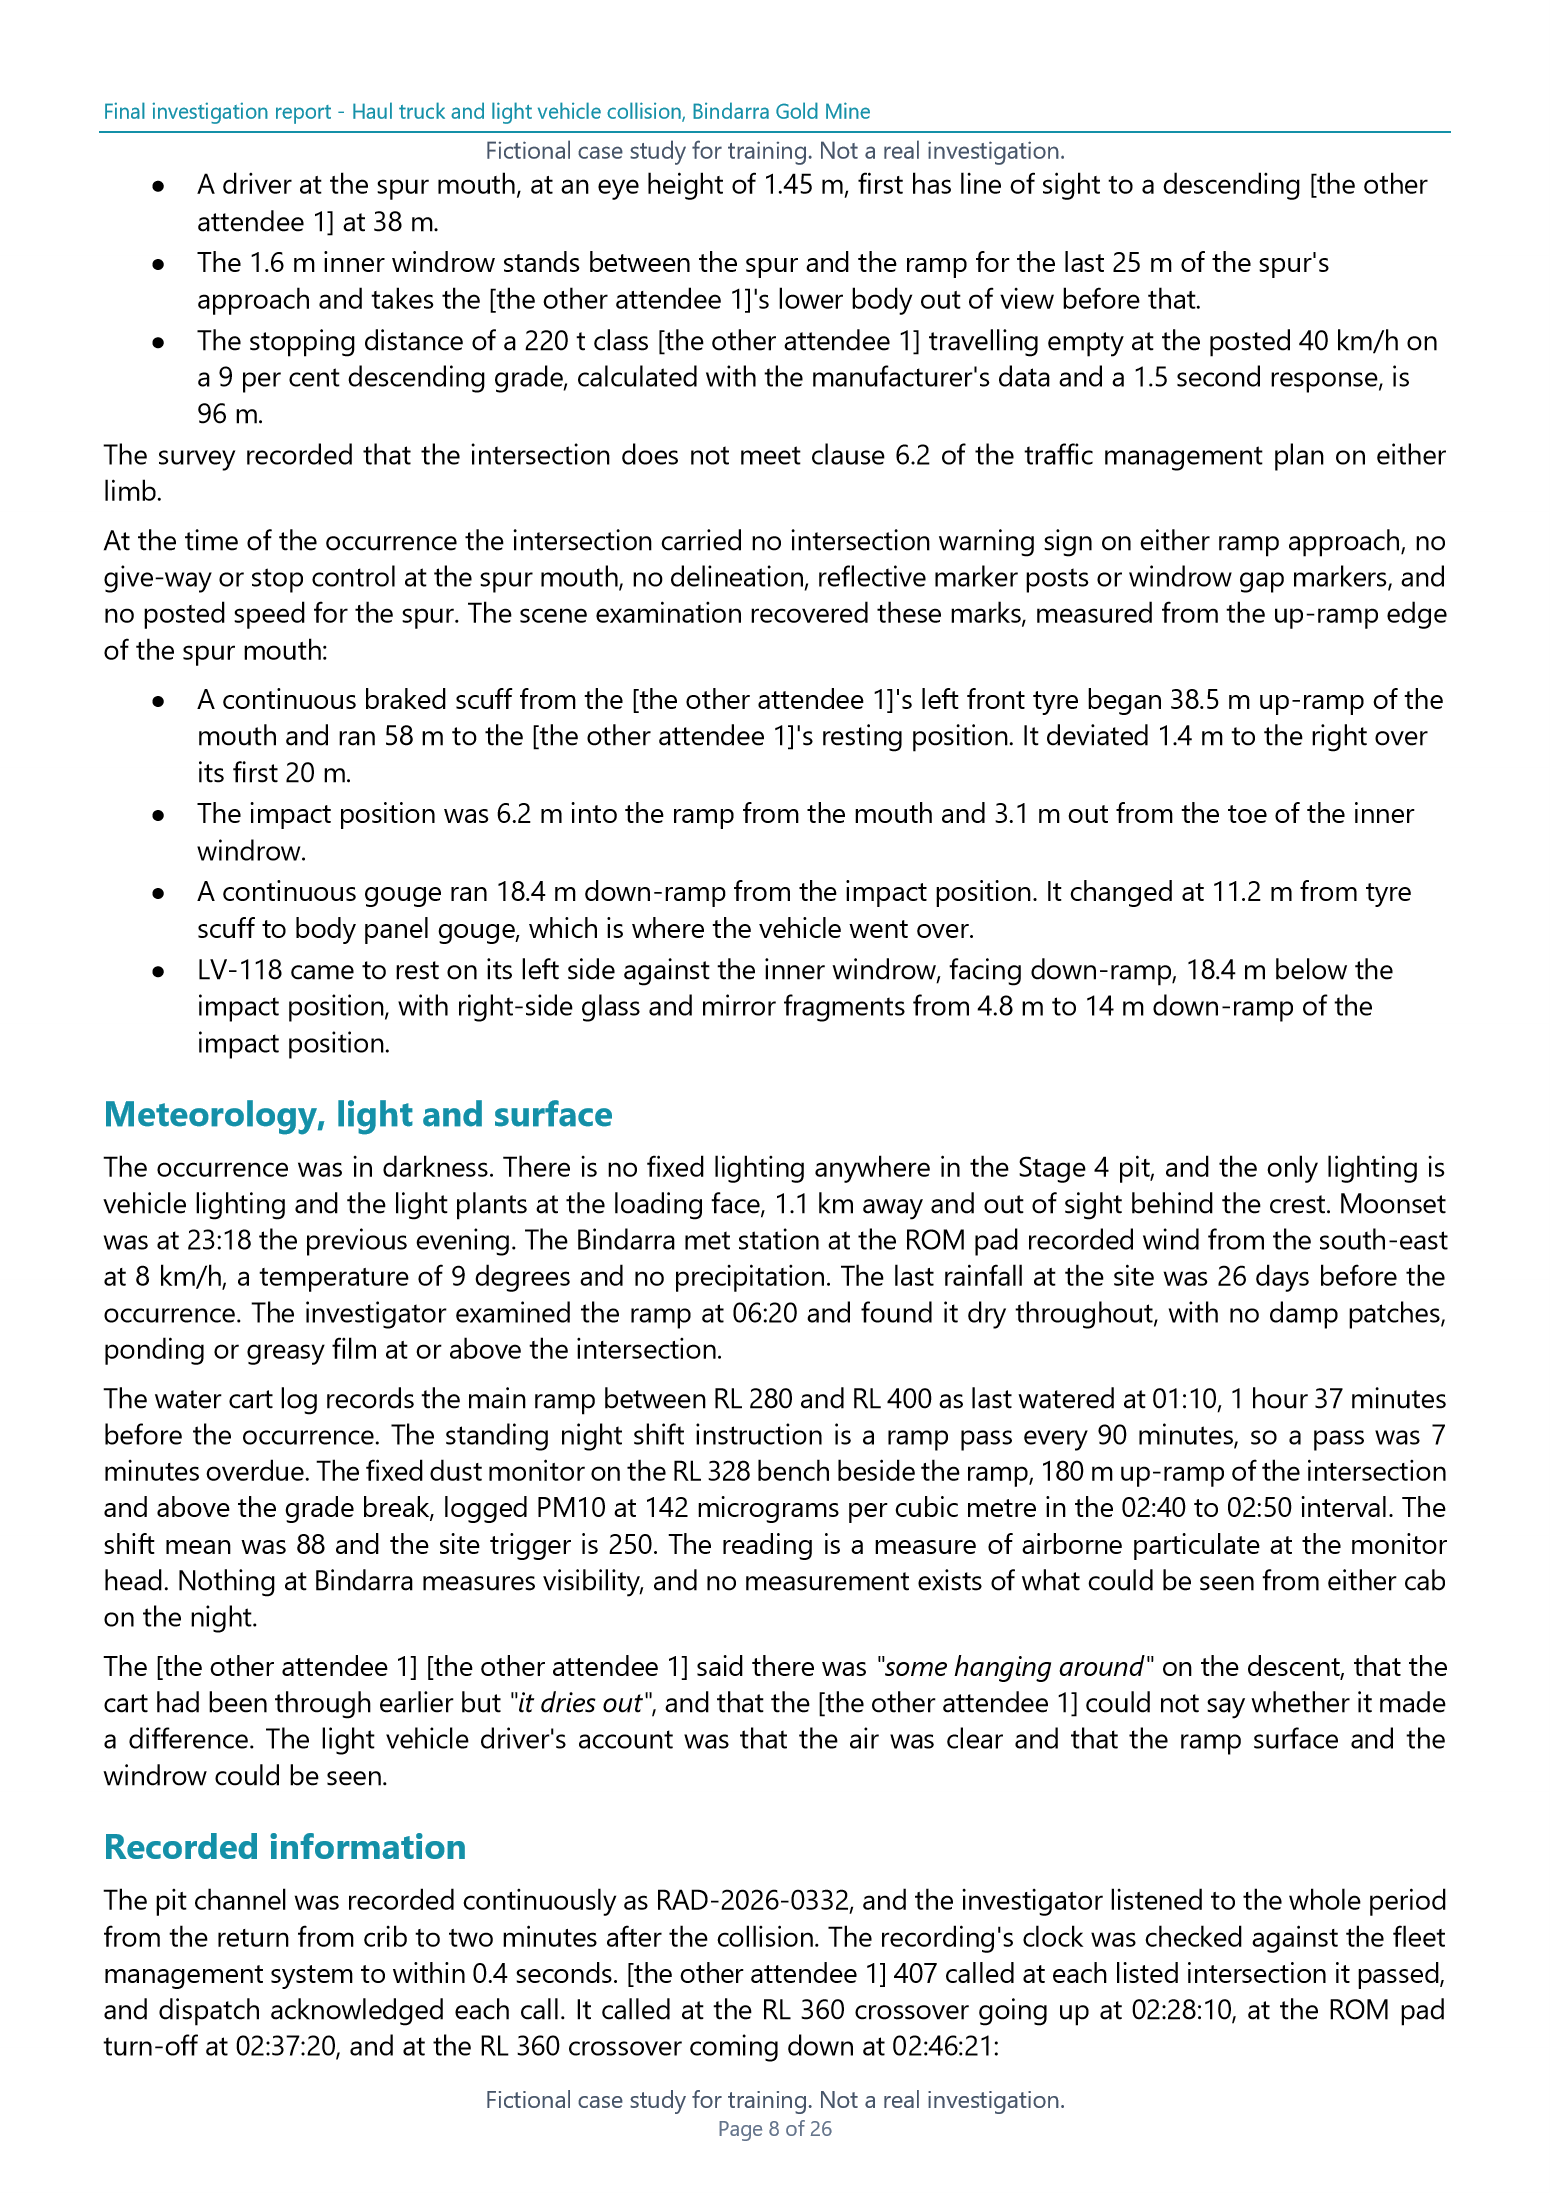 Final investigation report - Haul truck and light vehicle collision, Bindarra Gold Mine
Fictional case study for training. Not a real investigation.
● A driver at the spur mouth, at an eye height of 1.45 m, first has line of sight to a descending [the other
attendee 1] at 38 m.
● The 1.6 m inner windrow stands between the spur and the ramp for the last 25 m of the spur's
approach and takes the [the other attendee 1]'s lower body out of view before that.
● The stopping distance of a 220 t class [the other attendee 1] travelling empty at the posted 40 km/h on
a 9 per cent descending grade, calculated with the manufacturer's data and a 1.5 second response, is
96 m.
The survey recorded that the intersection does not meet clause 6.2 of the traffic management plan on either
limb.
At the time of the occurrence the intersection carried no intersection warning sign on either ramp approach, no
give-way or stop control at the spur mouth, no delineation, reflective marker posts or windrow gap markers, and
no posted speed for the spur. The scene examination recovered these marks, measured from the up-ramp edge
of the spur mouth:
● A continuous braked scuff from the [the other attendee 1]'s left front tyre began 38.5 m up-ramp of the
mouth and ran 58 m to the [the other attendee 1]'s resting position. It deviated 1.4 m to the right over
its first 20 m.
● The impact position was 6.2 m into the ramp from the mouth and 3.1 m out from the toe of the inner
windrow.
● A continuous gouge ran 18.4 m down-ramp from the impact position. It changed at 11.2 m from tyre
scuff to body panel gouge, which is where the vehicle went over.
● LV-118 came to rest on its left side against the inner windrow, facing down-ramp, 18.4 m below the
impact position, with right-side glass and mirror fragments from 4.8 m to 14 m down-ramp of the
impact position.
Meteorology, light and surface
The occurrence was in darkness. There is no fixed lighting anywhere in the Stage 4 pit, and the only lighting is
vehicle lighting and the light plants at the loading face, 1.1 km away and out of sight behind the crest. Moonset
was at 23:18 the previous evening. The Bindarra met station at the ROM pad recorded wind from the south-east
at 8 km/h, a temperature of 9 degrees and no precipitation. The last rainfall at the site was 26 days before the
occurrence. The investigator examined the ramp at 06:20 and found it dry throughout, with no damp patches,
ponding or greasy film at or above the intersection.
The water cart log records the main ramp between RL 280 and RL 400 as last watered at 01:10, 1 hour 37 minutes
before the occurrence. The standing night shift instruction is a ramp pass every 90 minutes, so a pass was 7
minutes overdue. The fixed dust monitor on the RL 328 bench beside the ramp, 180 m up-ramp of the intersection
and above the grade break, logged PM10 at 142 micrograms per cubic metre in the 02:40 to 02:50 interval. The
shift mean was 88 and the site trigger is 250. The reading is a measure of airborne particulate at the monitor
head. Nothing at Bindarra measures visibility, and no measurement exists of what could be seen from either cab
on the night.
The [the other attendee 1] [the other attendee 1] said there was "some hanging around" on the descent, that the
cart had been through earlier but "it dries out", and that the [the other attendee 1] could not say whether it made
a difference. The light vehicle driver's account was that the air was clear and that the ramp surface and the
windrow could be seen.
Recorded information
The pit channel was recorded continuously as RAD-2026-0332, and the investigator listened to the whole period
from the return from crib to two minutes after the collision. The recording's clock was checked against the fleet
management system to within 0.4 seconds. [the other attendee 1] 407 called at each listed intersection it passed,
and dispatch acknowledged each call. It called at the RL 360 crossover going up at 02:28:10, at the ROM pad
turn-off at 02:37:20, and at the RL 360 crossover coming down at 02:46:21:
Fictional case study for training. Not a real investigation.
Page 8 of 26